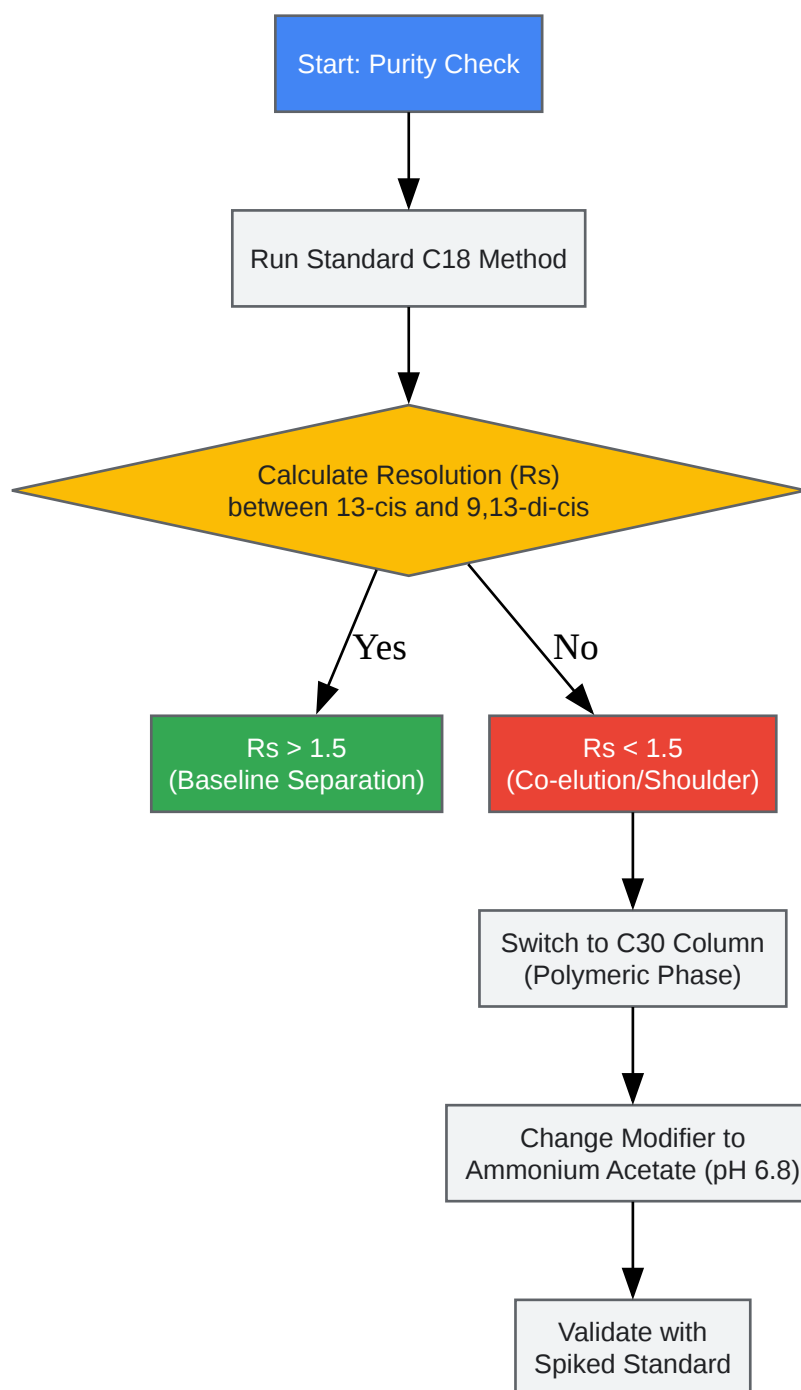 Start: Purity Check
Run Standard C18 Method
Calculate Resolution (Rs)
between 13-cis and 9,13-di-cis
Yes
No
Rs > 1.5
(Baseline Separation)
Rs < 1.5
(Co-elution/Shoulder)
Switch to C30 Column
(Polymeric Phase)
Change Modifier to
Ammonium Acetate (pH 6.8)
Validate with
Spiked Standard